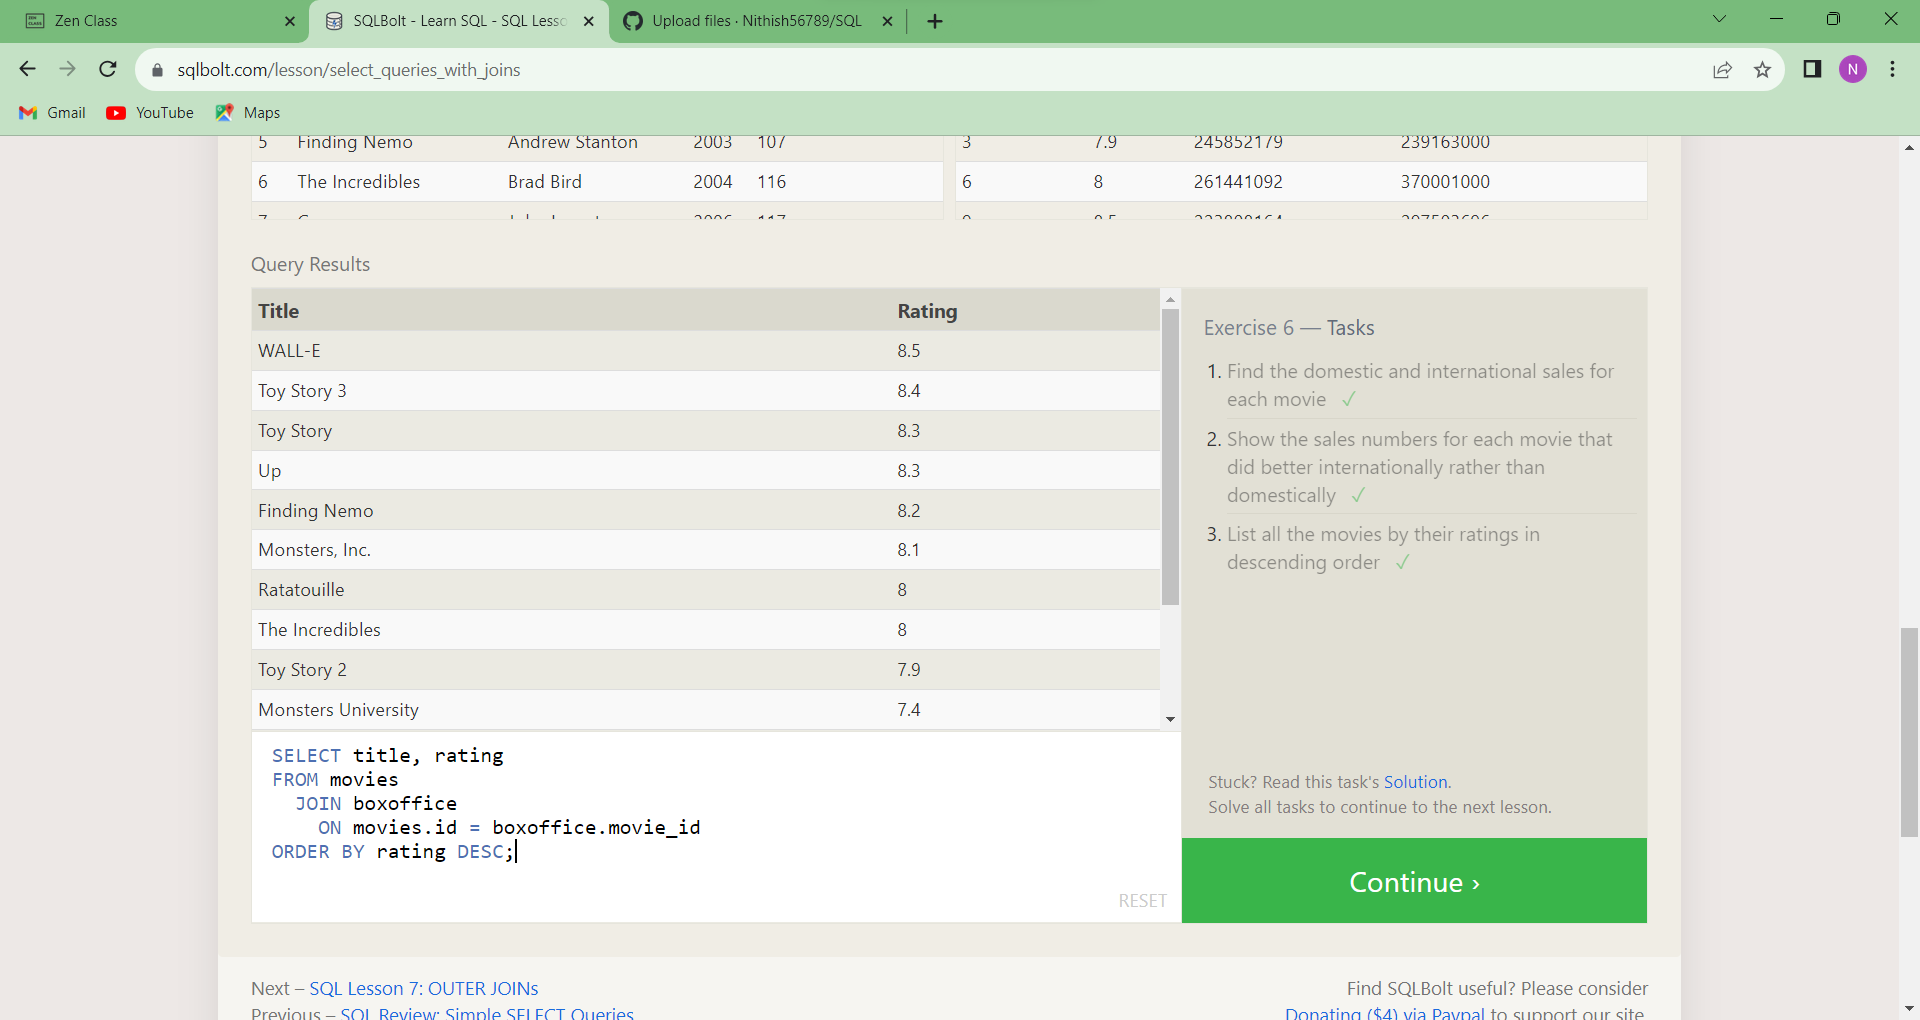 Zen Class
SQLBolt - Learn SQL - SQL Lesso
Upload files · Nithish56789/SQL
sqlbolt.com/lesson/select_queries_with_joins
N
Gmail
YouTube
Maps
5 Finding Nemo Andrew Stanton 2003 107
3 7.9 245852179 239163000
6 The Incredibles Brad Bird 2004 116
6 8 261441092 370001000
Query Results
Title Rating
WALL-E 8.5
Toy Story 3 8.4
Toy Story 8.3
Up 8.3
Finding Nemo 8.2
Monsters, Inc. 8.1
Ratatouille 8
The Incredibles 8
Toy Story 2 7.9
Monsters University 7.4
SELECT title, rating
FROM movies
JOIN boxoffice
ON movies.id = boxoffice.movie_id
ORDER BY rating DESC;
RESET
Exercise 6 — Tasks
1. Find the domestic and international sales for
each movie ✓
2. Show the sales numbers for each movie that
did better internationally rather than
domestically ✓
3. List all the movies by their ratings in
descending order ✓
Stuck? Read this task's Solution.
Solve all tasks to continue to the next lesson.
Continue ›
Next – SQL Lesson 7: OUTER JOINs
Previous – SQL Review: Simple SELECT Queries
Find SQLBolt useful? Please consider
Donating ($4) via Paypal to support our site.